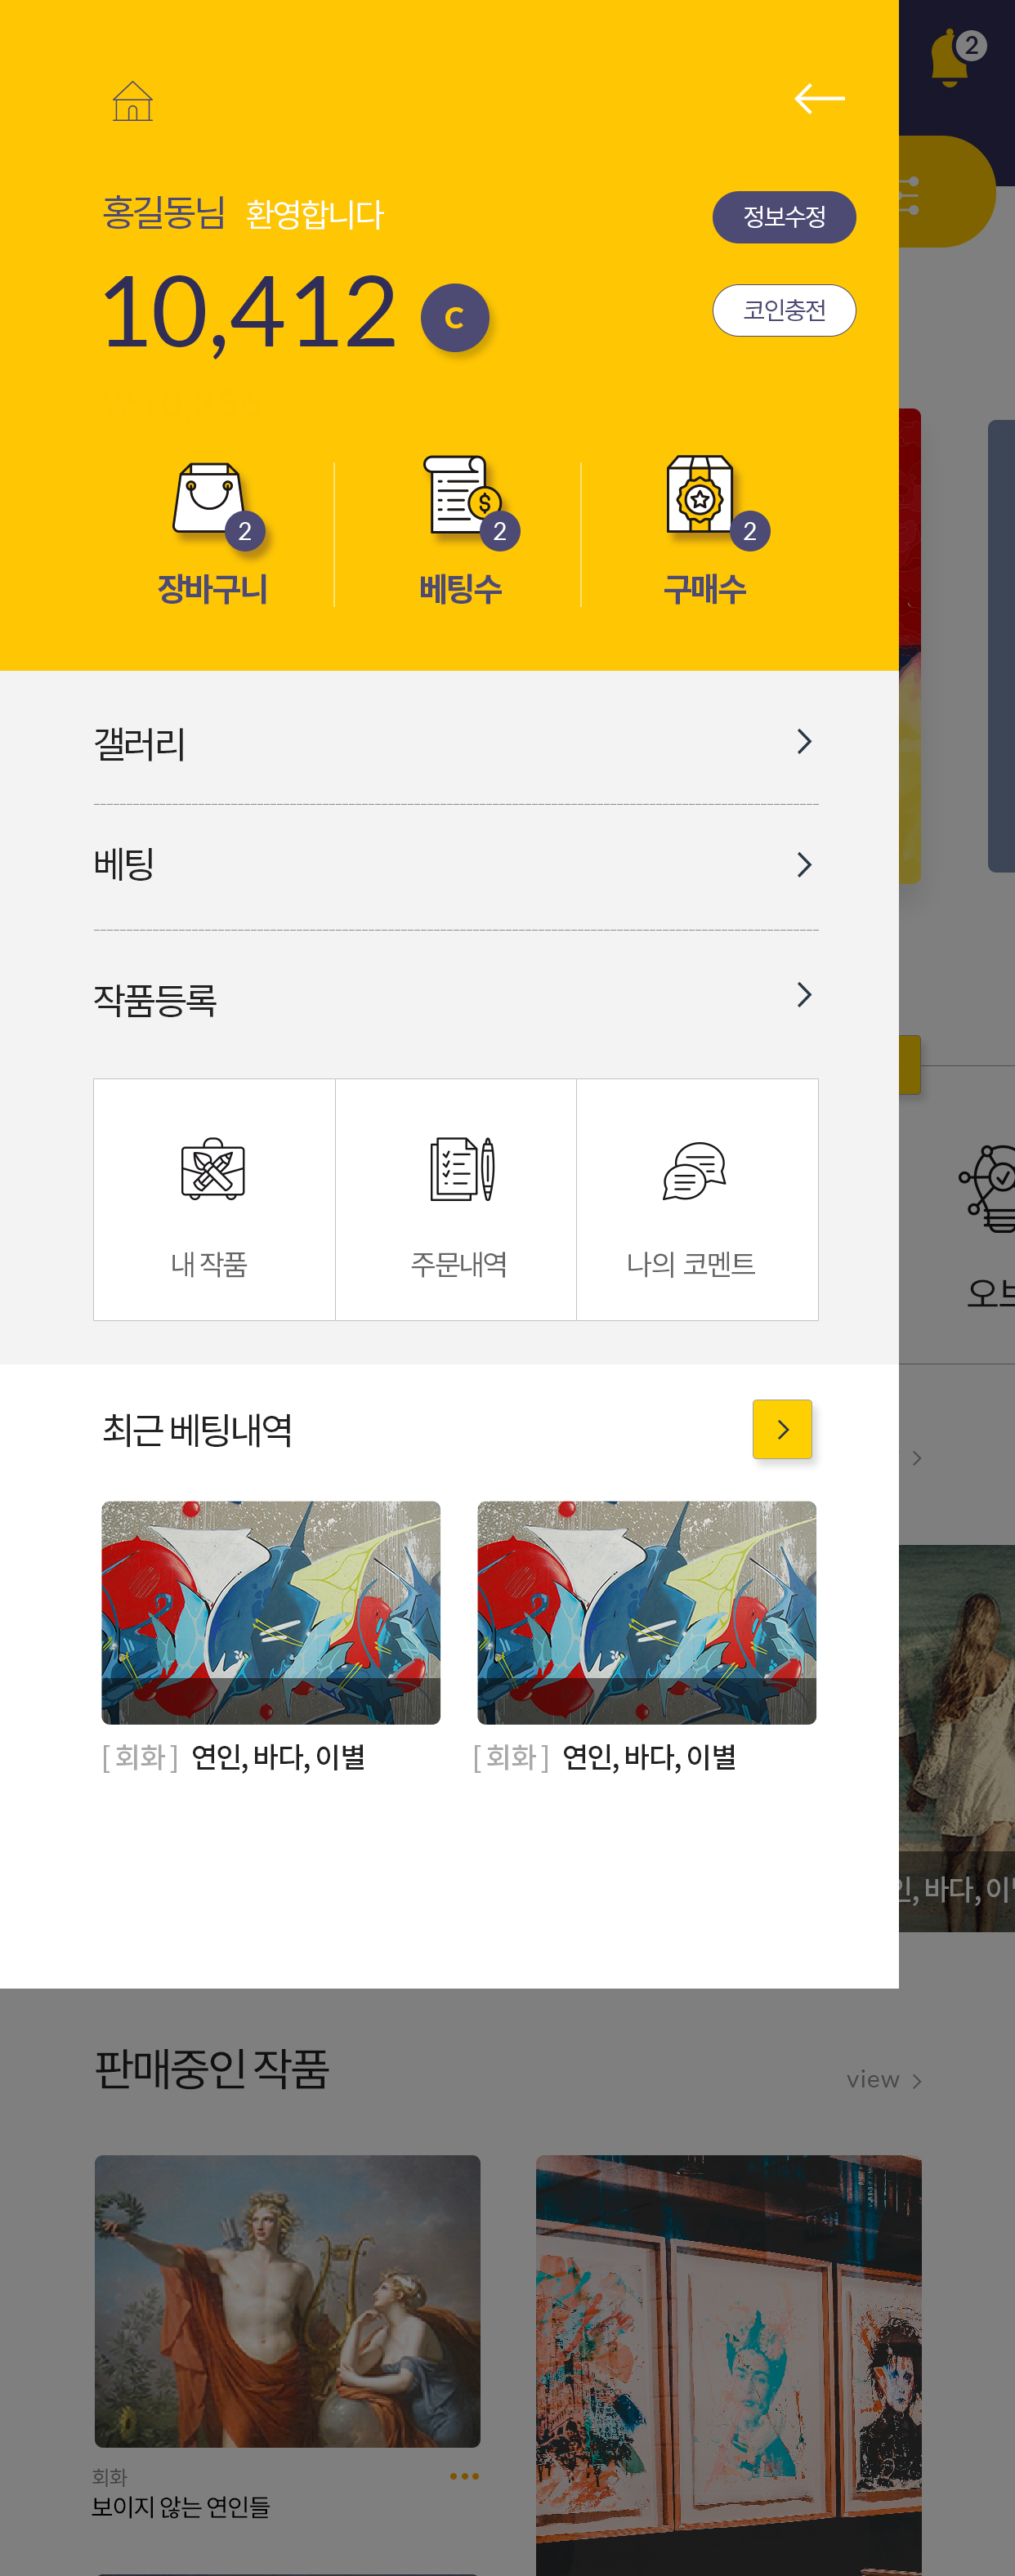 2
홍길동님 환영합니다
정보수정
10,412 C
코인충전
2 2 2
장바구니 베팅수 구매수
갤러리
베팅
작품등록
내 작품 주문내역 나의 코멘트
최근 베팅내역
[ 회화 ] 연인, 바다, 이별 [ 회화 ] 연인, 바다, 이별
바다,
판매중인 작품 view
회화
보이지 않는 연인들